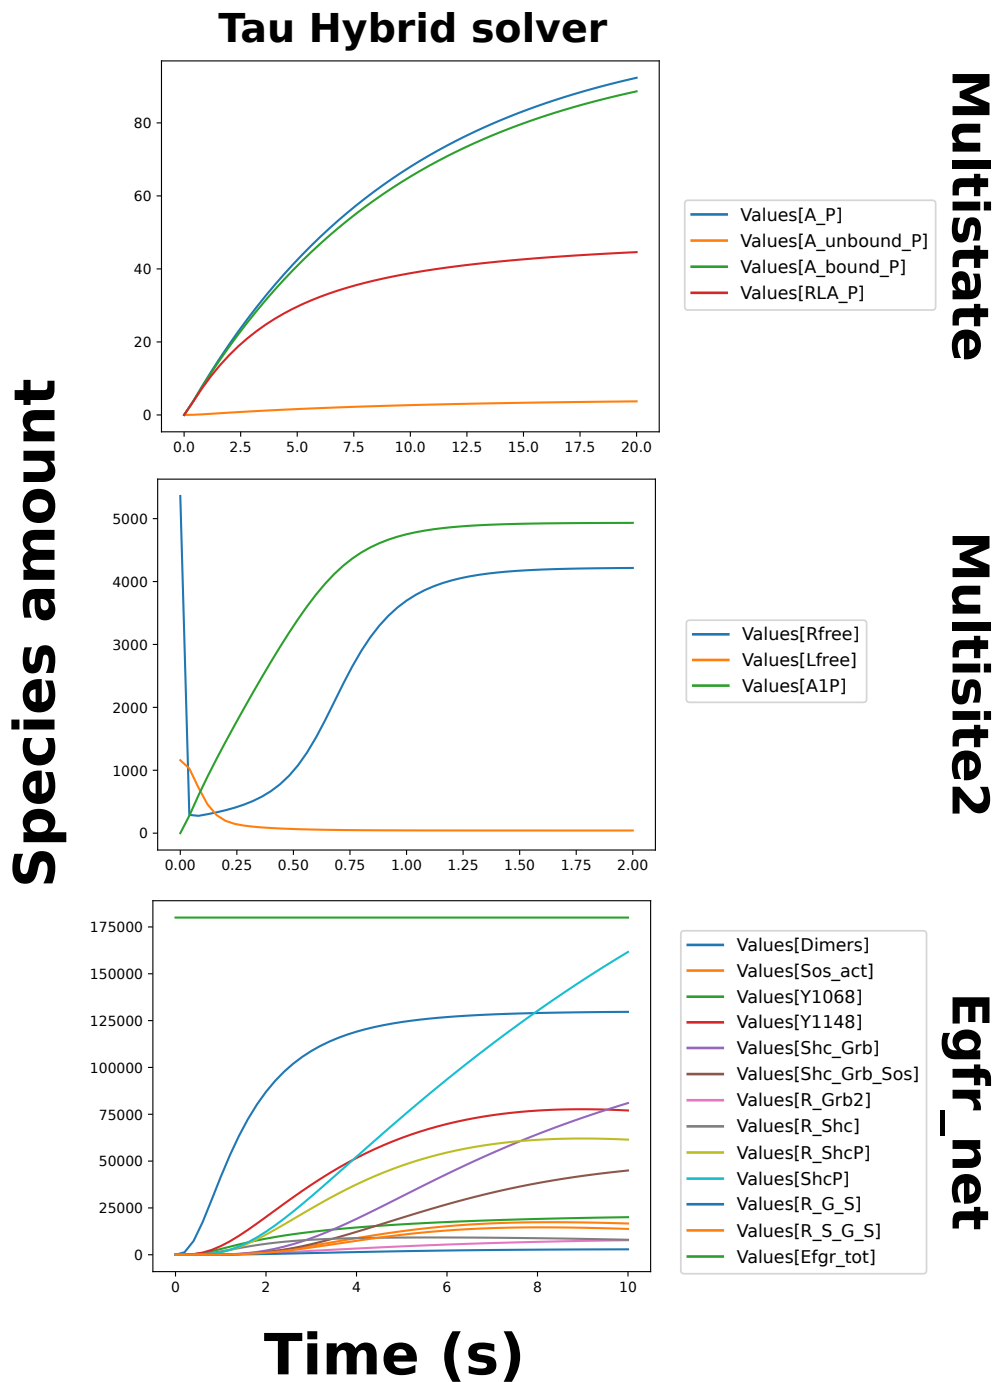 Tau Hybrid solver
Species amount
Multistate
80
60
40
20
0
0.0 2.5 5.0 7.5 10.0 12.5 15.0 17.5 20.0
Values[A_P]
Values[A_unbound_P]
Values[A_bound_P]
Values[RLA_P]
Multisite2
5000
4000
3000
2000
1000
0
0.00 0.25 0.50 0.75 1.00 1.25 1.50 1.75 2.00
Values[Rfree]
Values[Lfree]
Values[A1P]
Egfr_net
175000
150000
125000
100000
75000
50000
25000
0
0 2 4 6 8 10
Values[Dimers]
Values[Sos_act]
Values[Y1068]
Values[Y1148]
Values[Shc_Grb]
Values[Shc_Grb_Sos]
Values[R_Grb2]
Values[R_Shc]
Values[R_ShcP]
Values[ShcP]
Values[R_G_S]
Values[R_S_G_S]
Values[Efgr_tot]
Time (s)